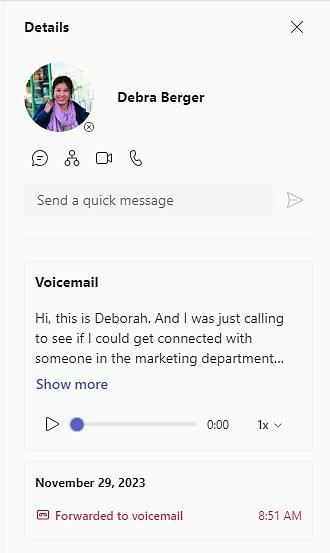 Details
Debra Berger
Send a quick message
Voicemail
Hi, this is Deborah. And I was just calling
to see if I could get connected with
someone in the marketing department...
Show more
0:00 1x
November 29, 2023
Forwarded to voicemail 8:51 AM